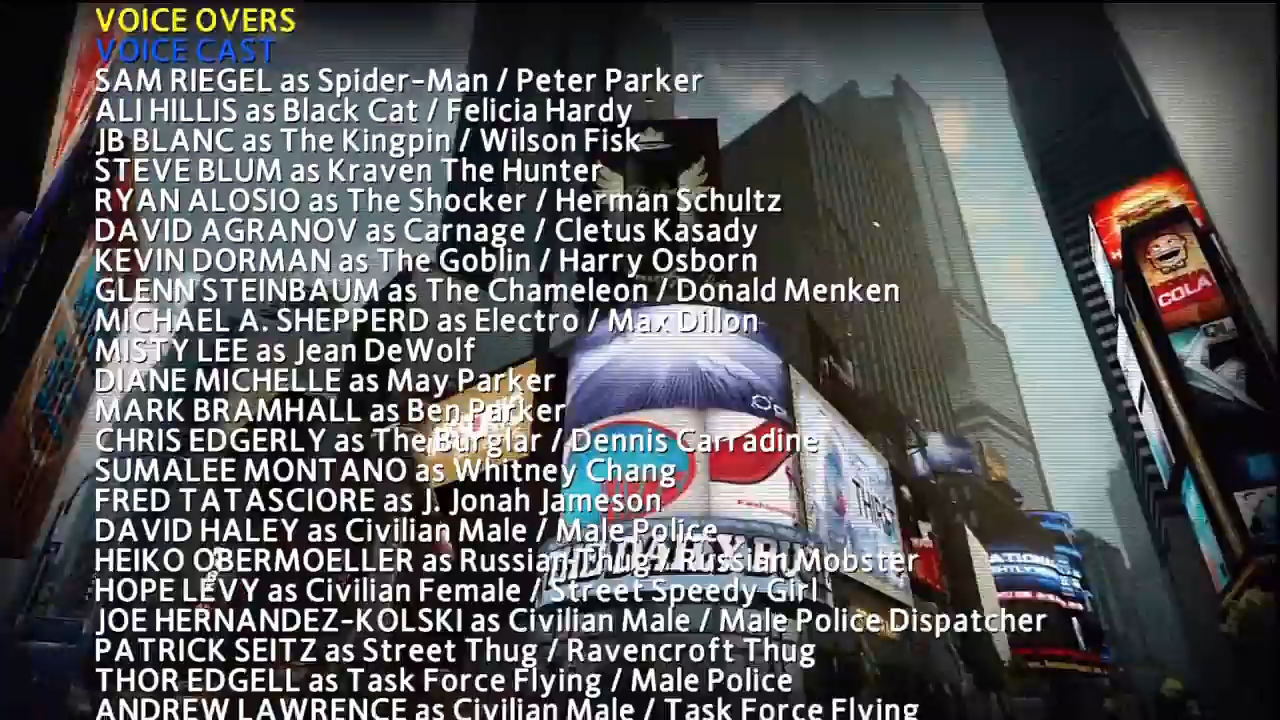 VOICE OVERS
VOICE CAST
SAM RIEGEL as Spider-Man / Peter Parker
ALI HILLIS as Black Cat / Felicia Hardy
JB BLANC as The Kingpin / Wilson Fisk
STEVE BLUM as Kraven The Hunter
RYAN ALOSIO as The Shocker / Herman Schultz
DAVID AGRANOV as Carnage / Cletus Kasady
KEVIN DORMAN as The Goblin / Harry Osborn
GLENN STEINBAUM as The Chameleon / Donald Menken
MICHAEL A. SHEPPERD as Electro / Max Dillon
MISTY LEE as Jean DeWolf
DIANE MICHELLE as May Parker
MARK BRAMHALL as Ben Parker
CHRIS EDGERLY as The Burglar / Dennis Carradine
SUMALEE MONTANO as Whitney Chang
FRED TATASCIORE as J. Jonah Jameson
DAVID HALEY as Civilian Male / Male Police
HEIKO OBERMOELLER as Russian Thug / Russian Mobster
HOPE LEVY as Civilian Female / Street Speedy Girl
JOE HERNANDEZ-KOLSKI as Civilian Male / Male Police Dispatcher
PATRICK SEITZ as Street Thug / Ravencroft Thug
THOR EDGELL as Task Force Flying / Male Police
ANDREW LAWRENCE as Civilian Male / Task Force Flying
COLA